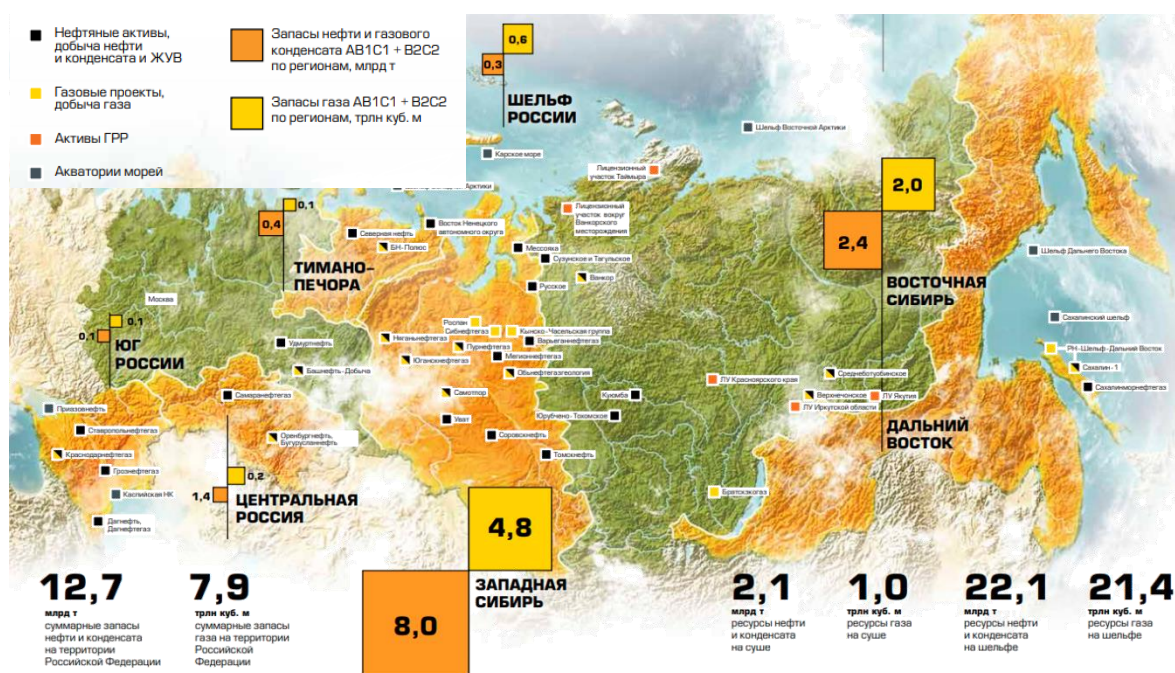 Нефтяные активы,
добыча нефти
и конденсата и ЖУВ
Газовые проекты,
добыча газа
Активы ГРР
Акватории морей
Запасы нефти и газового
конденсата АВ1С1 + В2С2
по регионам, млрд т
Запасы газа АВ1С1 + В2С2
по регионам, трлн куб. м
0,6
0,3
ШЕЛЬФ
РОССИИ
Шельф Восточной Арктики
Карское море
Арктики
Лицензионный
участок Таймыра
Лицензионный
участок вокруг
Ванкорского
месторождения
2,0
2,4
ВОСТОЧНАЯ
СИБИРЬ
0,1
0,4
ТИМАНО–
ПЕЧОРА
Северная нефть
БН-Полюс
Восток Ненецкого
автономного округа
Мессояха
Сузунское и Тагульское
Ванкор
Русское
Шельф Дальнего Востока
Москва
0,1
0,1
ЮГ
РОССИИ
Роспан
Сибнефтегаз
Кынско-Часельская группа
Няганьнефтегаз
Пурнефтегаз
Варьеганнефтегаз
Мегионнефтегаз
Юганскнефтегаз
Обьнефтегазгеология
Удмуртнефть
Башнефть-Добыча
Самотлор
Самаранефтегаз
Уват
Соровскнефть
Томскнефть
Куюмба
Юрубчено-Тохомское
ЛУ Красноярского края
Среднеботуобинское
Верхнечонское
ЛУ Якутия
ЛУ Иркутской области
Сахалинский шельф
РН-Шельф-Дальний Восток
Сахалин-1
Сахалинморнефтегаз
ДАЛЬНИЙ
ВОСТОК
Приазовнефть
Ставропольнефтегаз
Краснодарнефтегаз
Грознефтегаз
Каспийская НК
Дагнефть,
Дагнефтегаз
Оренбургнефть,
Бугурусланнефть
0,2
1,4
ЦЕНТРАЛЬНАЯ
РОССИЯ
Братскэкогаз
4,8
ЗАПАДНАЯ
СИБИРЬ
8,0
12,7
млрд т
суммарные запасы
нефти и конденсата
на территории
Российской Федерации
7,9
трлн куб. м
суммарные запасы
газа на территории
Российской
Федерации
2,1
млрд т
ресурсы нефти
и конденсата
на суше
1,0
трлн куб. м
ресурсы газа
на суше
22,1
млрд т
ресурсы нефти
и конденсата
на шельфе
21,4
трлн куб. м
ресурсы газа
на шельфе